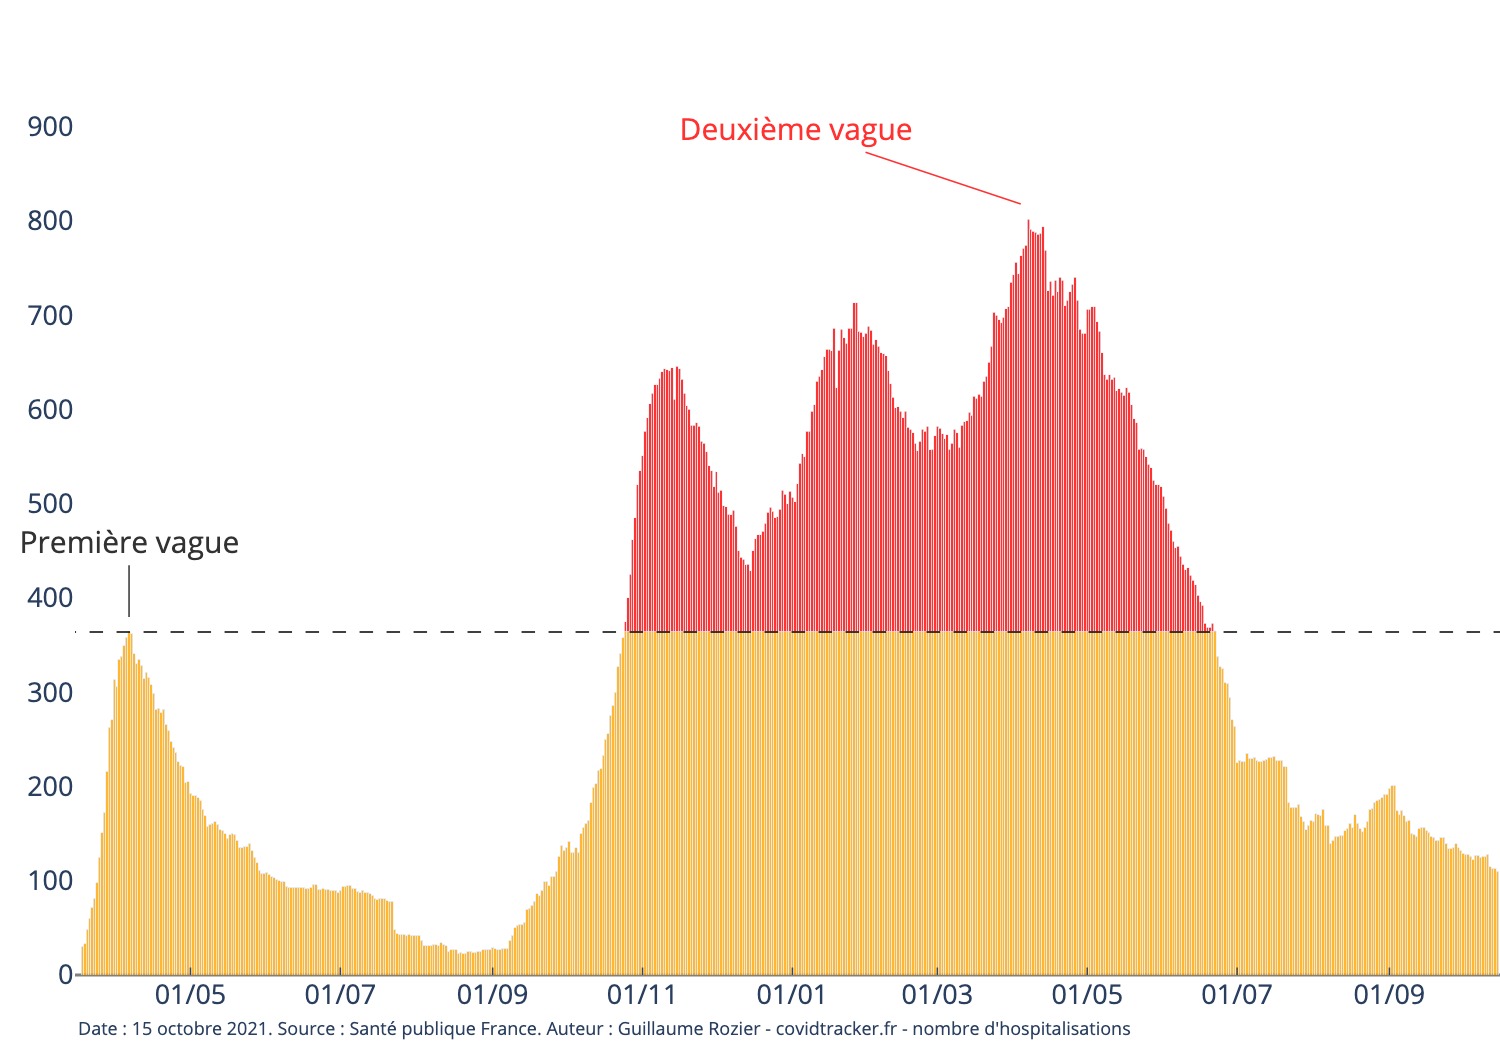 900
Deuxième vague
800
700
600
500
Première vague
400
300
200
100
0
01/05 01/07 01/09 01/11 01/01 01/03 01/05 01/07 01/09
Date : 15 octobre 2021. Source : Santé publique France. Auteur : Guillaume Rozier - covidtracker.fr - nombre d'hospitalisations